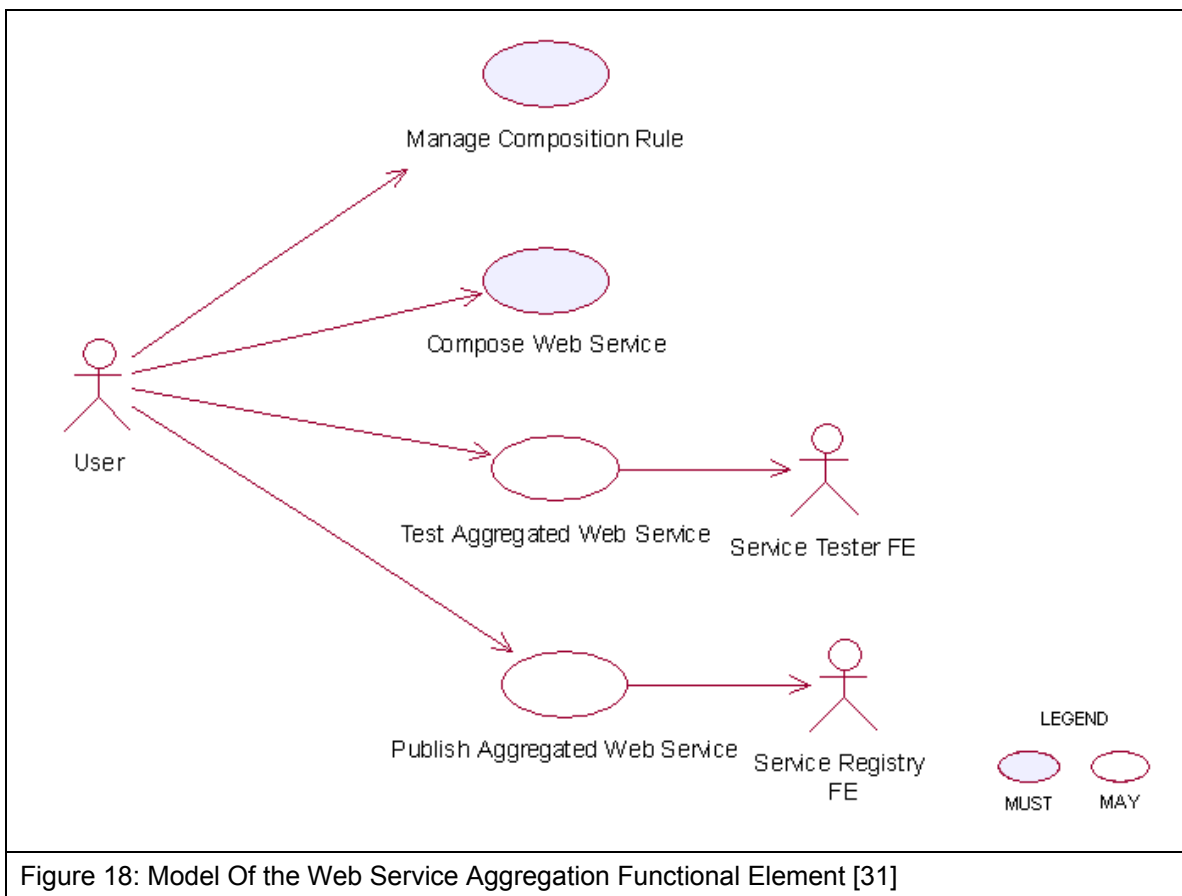 Manage Composition Rule
Compose Web Service
User
Test Aggregated Web Service
Service Tester FE
Publish Aggregated Web Service
Service Registry
FE
LEGEND
MUST
MAY
Figure 18: Model Of the Web Service Aggregation Functional Element [31]